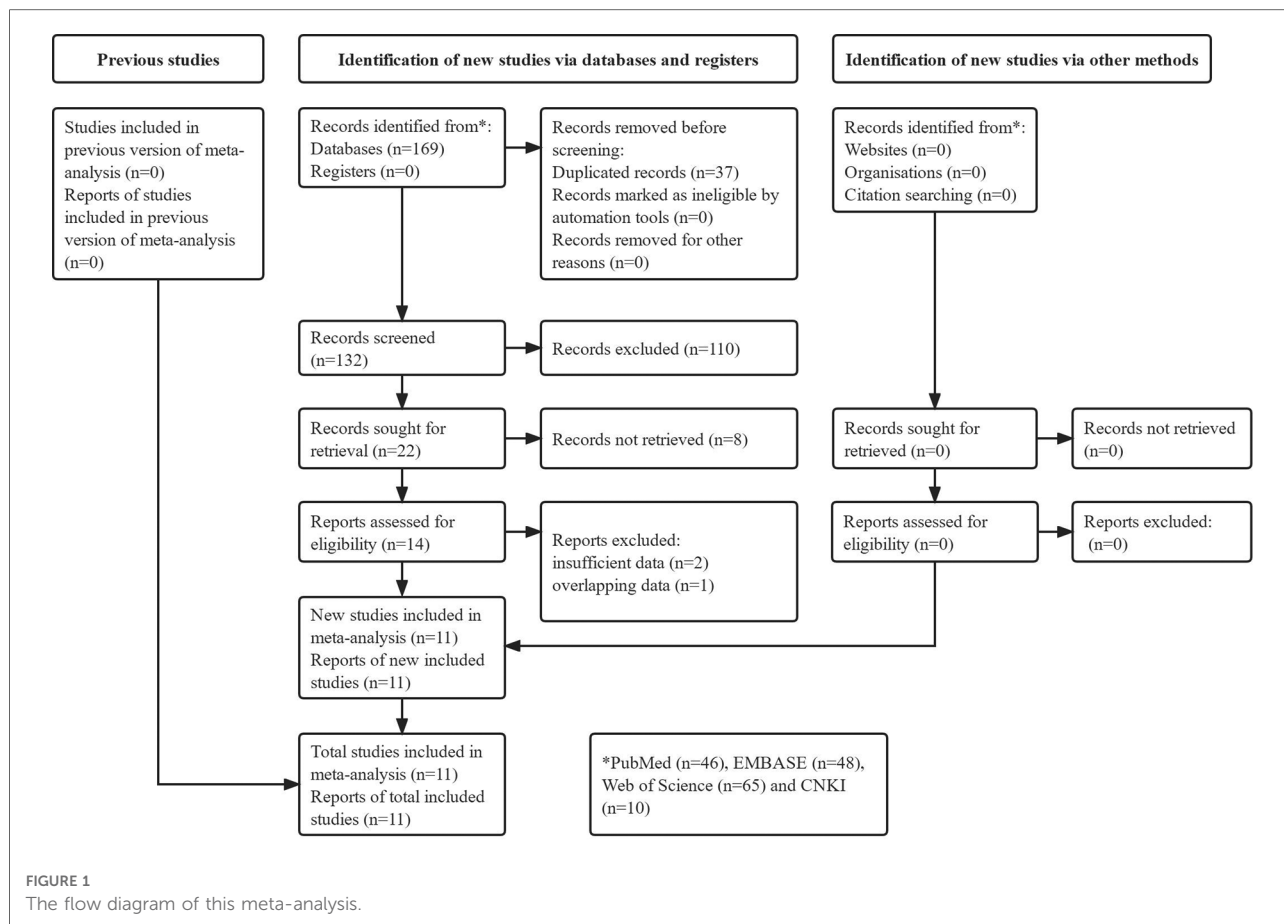 Previous studies
Identification of new studies via databases and registers
Identification of new studies via other methods
Studies included in
previous version of meta-
analysis (n=0)
Reports of studies
included in previous
version of meta-analysis
(n=0)
Records identified from*:
Databases (n=169)
Registers (n=0)
Records removed before
screening:
Duplicated records (n=37)
Records marked as ineligible by
automation tools (n=0)
Records removed for other
reasons (n=0)
Records identified from*:
Websites (n=0)
Organisations (n=0)
Citation searching (n=0)
Records screened
(n=132)
Records excluded (n=110)
Records sought for
retrieval (n=22)
Records not retrieved (n=8)
Records sought for
retrieved (n=0)
Records not retrieved
(n=0)
Reports assessed for
eligibility (n=14)
Reports excluded:
insufficient data (n=2)
overlapping data (n=1)
Reports assessed for
eligibility (n=0)
Reports excluded:
(n=0)
New studies included in
meta-analysis (n=11)
Reports of new included
studies (n=11)
Total studies included in
meta-analysis (n=11)
Reports of total included
studies (n=11)
*PubMed (n=46), EMBASE (n=48),
Web of Science (n=65) and CNKI
(n=10)
FIGURE 1
The flow diagram of this meta-analysis.